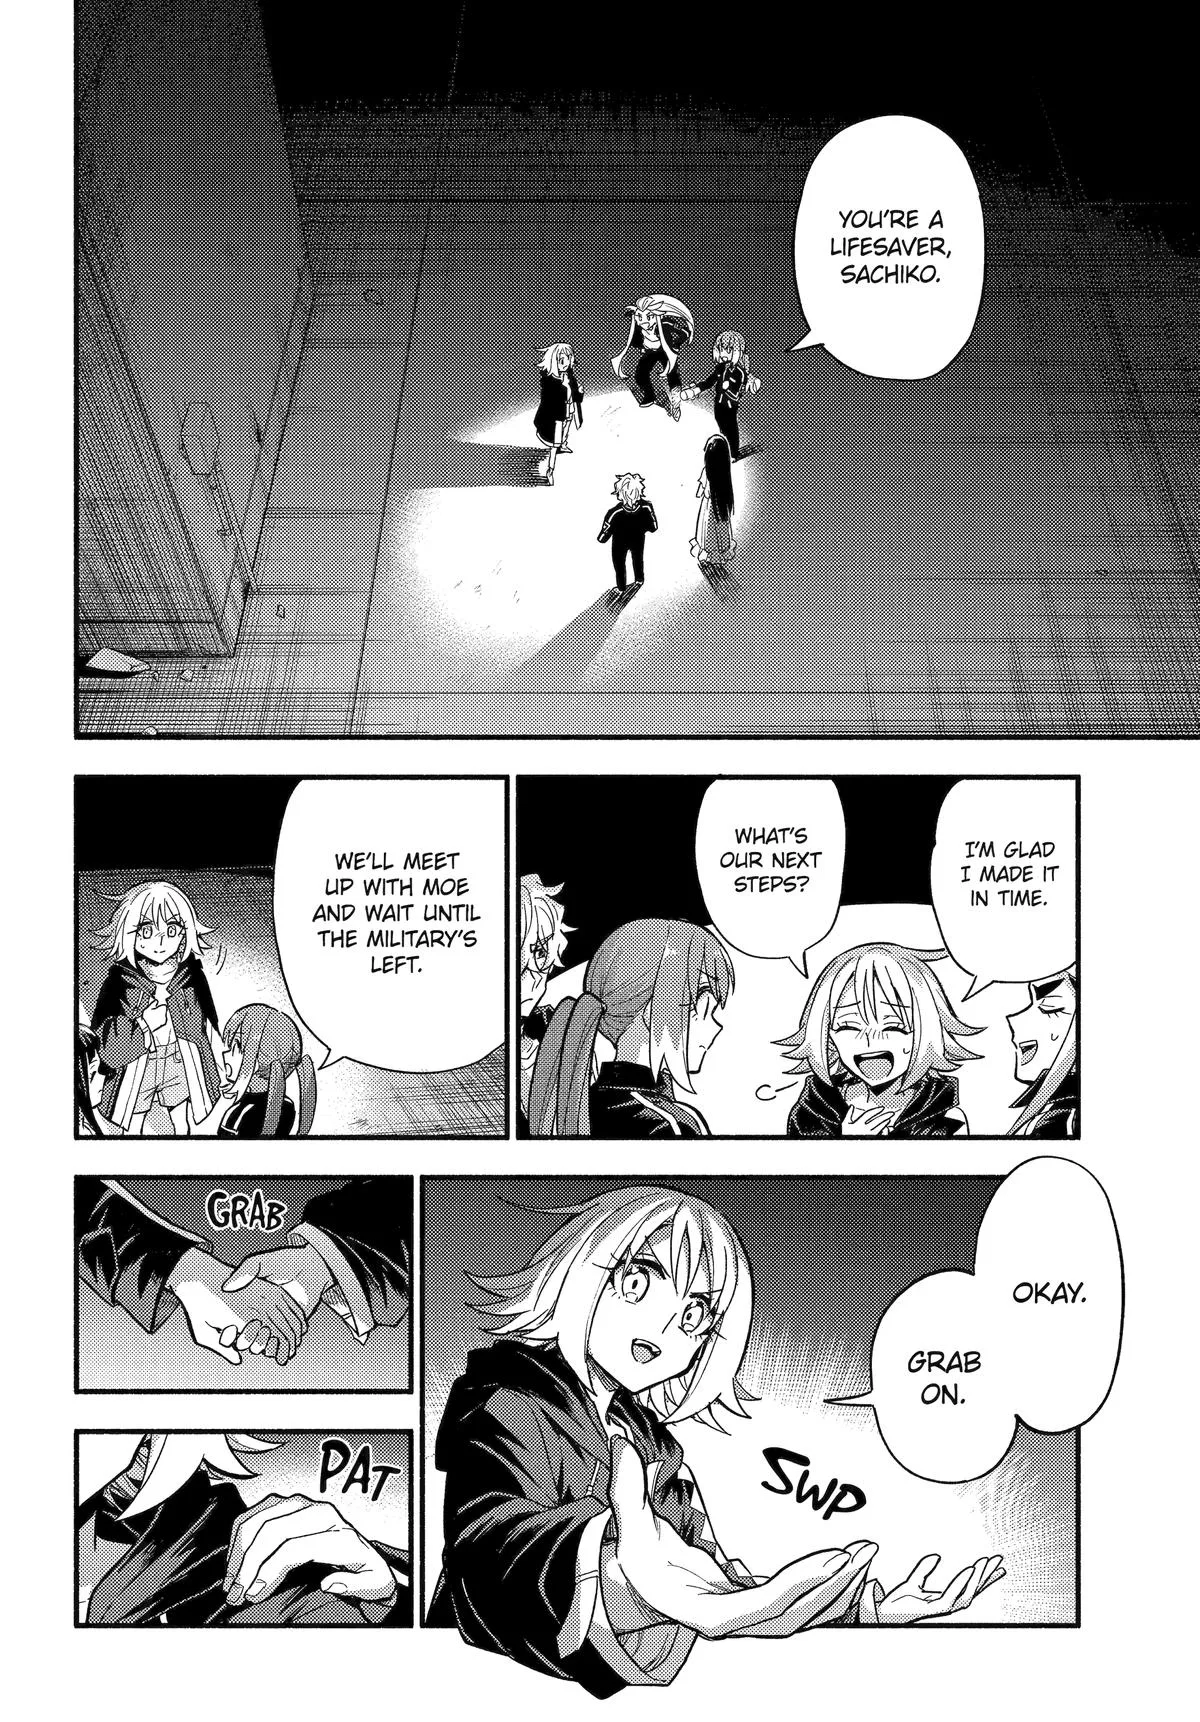 YOU'RE A
LIFESAVER,
SACHIKO.
I'M GLAD
I MADE IT
IN TIME.
WHAT'S
OUR NEXT
STEPS?
WE'LL MEET
UP WITH MOE
AND WAIT UNTIL
THE MILITARY'S
LEFT.
OKAY.
GRAB
ON.
SWP
GRAB
PAT